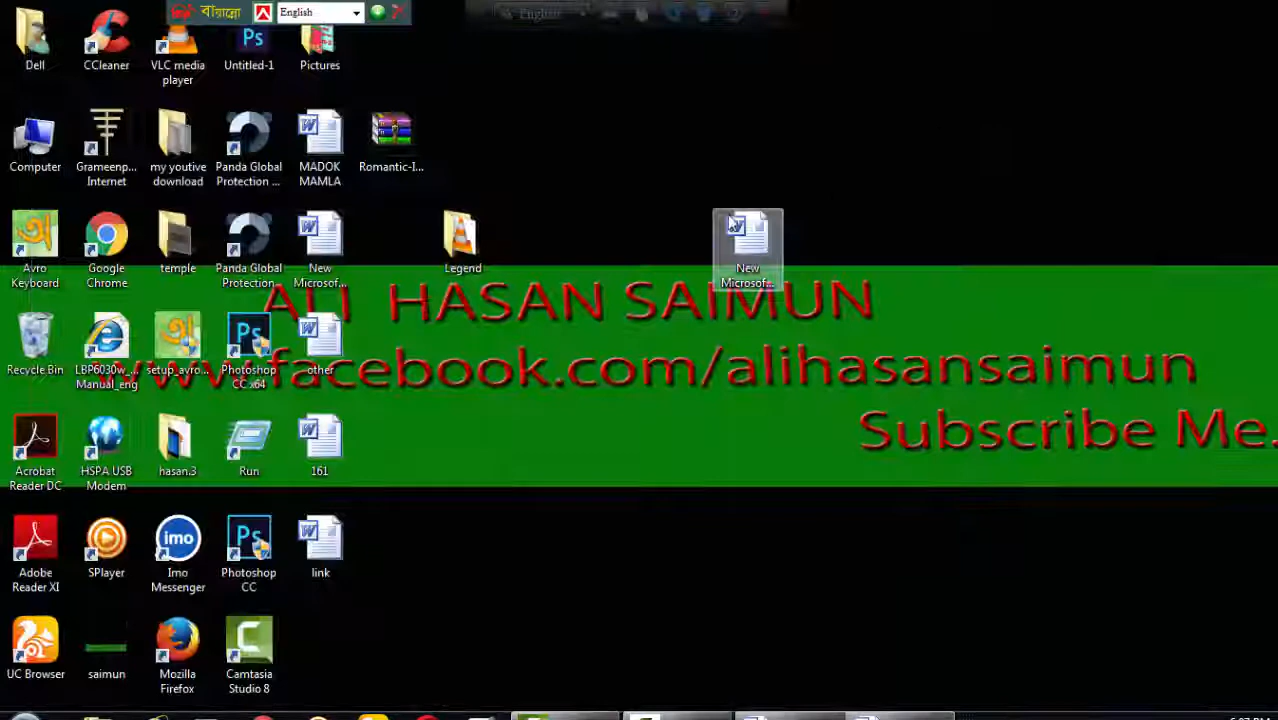 বায়ান্নো
English
English
Dell
CCleaner
VLC media
player
Untitled-1
Pictures
Computer
Grameenp...
Internet
my youtive
download
Panda Global
Protection ...
MADOK
MAMLA
Romantic-I...
Avro
Keyboard
Google
Chrome
temple
Panda Global
Protection...
New
Microsof...
Legend
New
Microsof...
ALI HASAN SAIMUN
www.facebook.com/alihasansaimun
Subscribe Me.
Recycle Bin
LBP6030w_...
Manual_eng
setup_avro...
Photoshop
CC x64
other
Acrobat
Reader DC
HSPA USB
Modem
hasan.3
Run
161
Adobe
Reader XI
SPlayer
imo
Imo
Messenger
Photoshop
CC
link
UC Browser
saimun
Mozilla
Firefox
Camtasia
Studio 8